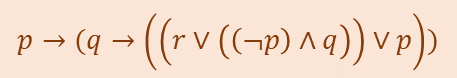 p → (q → ((r ∨ ((¬p) ∧ q)) ∨ p))